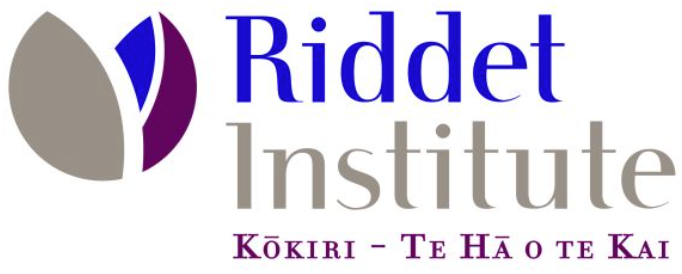 Riddet
Institute
Kōkiri – Te Hā o te Kai